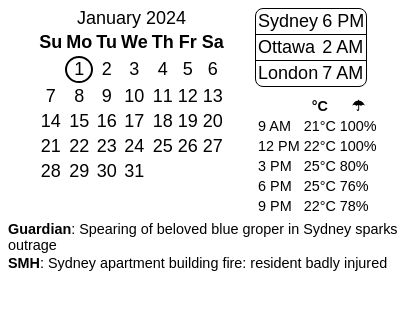 January 2024
Su Mo Tu We Th Fr Sa
1 2 3 4 5 6
7 8 9 10 11 12 13
14 15 16 17 18 19 20
21 22 23 24 25 26 27
28 29 30 31
Sydney 6 PM
Ottawa 2 AM
London 7 AM
°C ☂
9 AM 21°C 100%
12 PM 22°C 100%
3 PM 25°C 80%
6 PM 25°C 76%
9 PM 22°C 78%
Guardian: Spearing of beloved blue groper in Sydney sparks
outrage
SMH: Sydney apartment building fire: resident badly injured